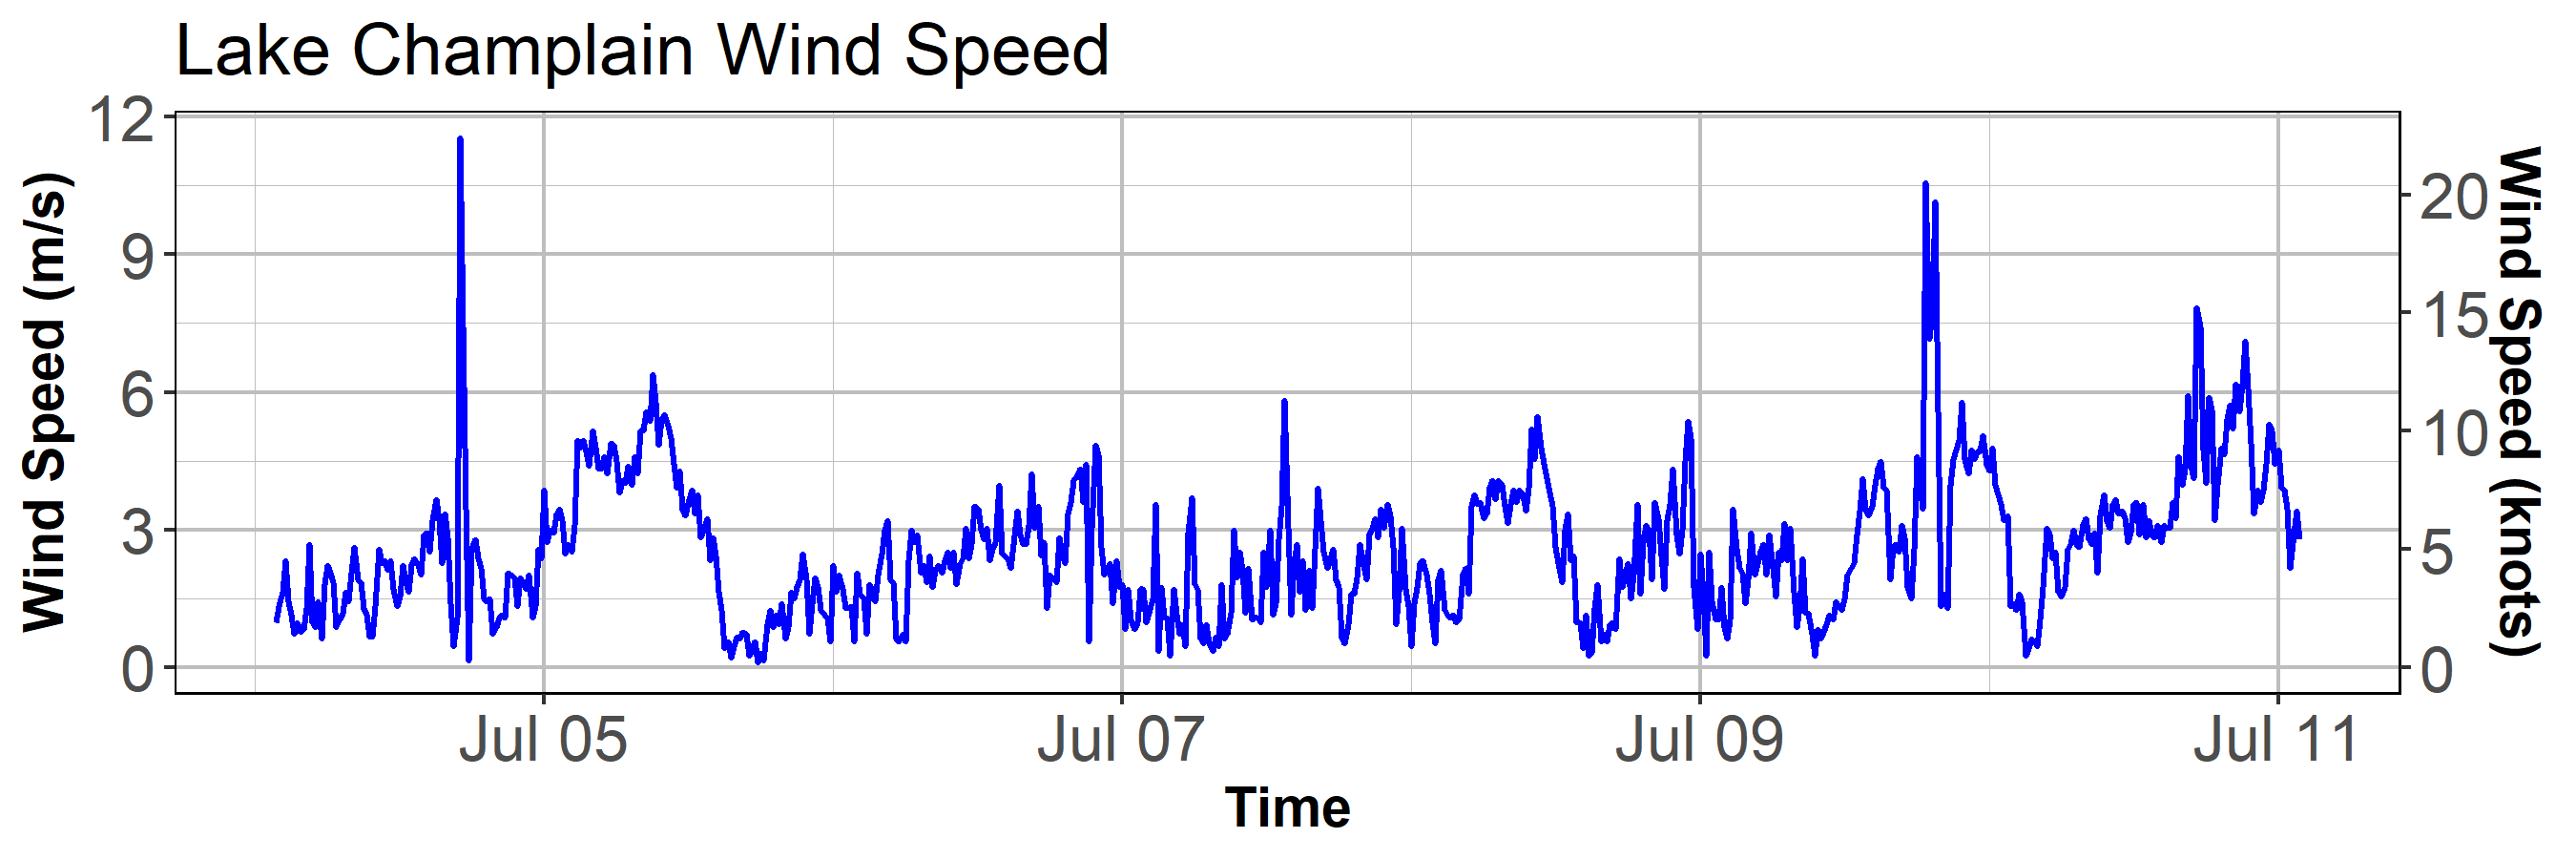 Lake Champlain Wind Speed
Wind Speed (m/s)
12
9
6
3
0
Wind Speed (knots)
20
15
10
5
0
Jul 05 Jul 07 Jul 09 Jul 11
Time